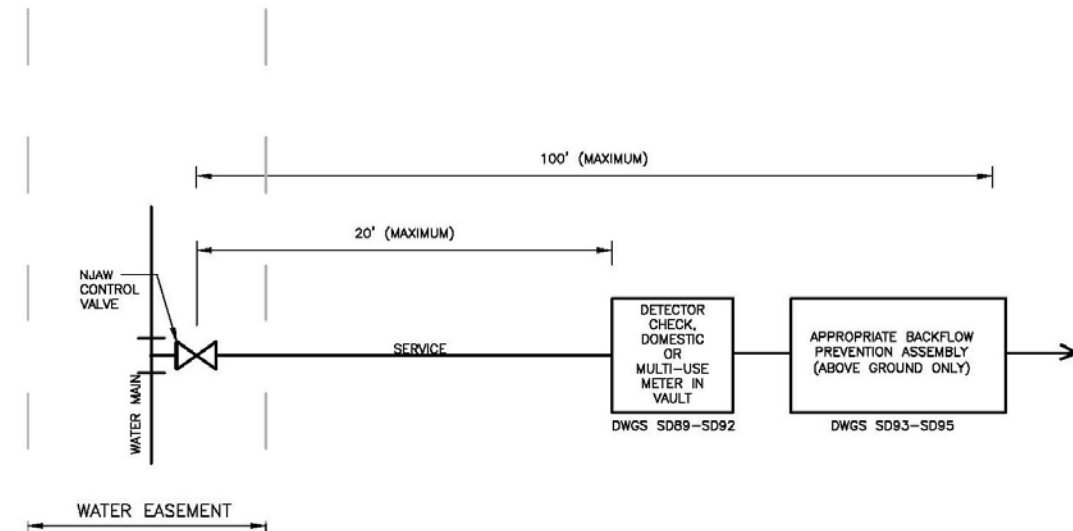 100' (MAXIMUM)
20' (MAXIMUM)
NJAW
CONTROL
VALVE
SERVICE
WATER MAIN
DETECTOR
CHECK,
DOMESTIC
OR
MULTI-USE
METER IN
VAULT
DWGS SD89-SD92
APPROPRIATE BACKFLOW
PREVENTION ASSEMBLY
(ABOVE GROUND ONLY)
DWGS SD93-SD95
WATER EASEMENT